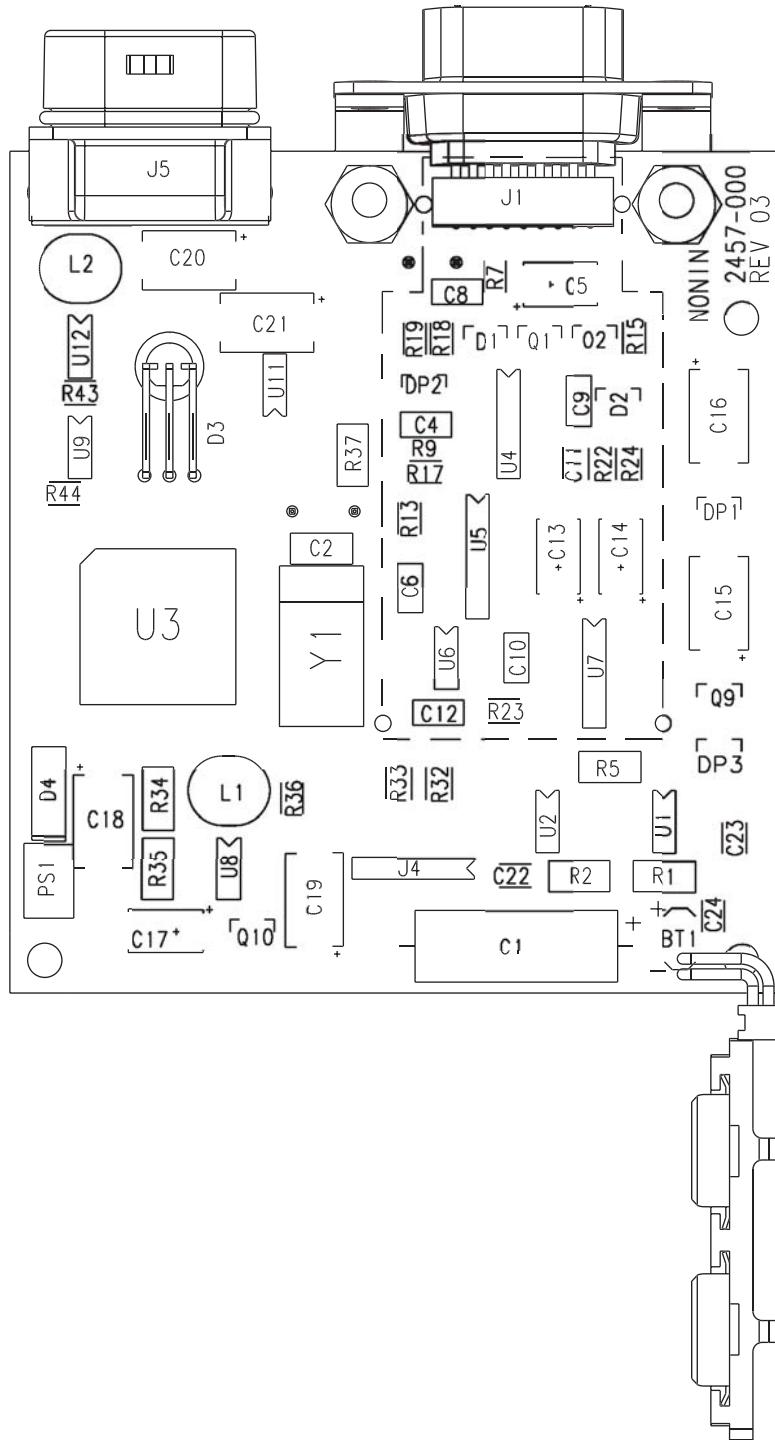 J5
J1
NONIN
2457-000
REV 03
L2
C20
+
R7
C8
C5
+
C21
+
U12
R19
R18
D1
Q1
Q2
R15
R43
U11
DP2
C9
D2
C16
+
D3
C4
U4
U9
R37
R9
R17
C11
R22
R24
R44
R13
U5
DP1
C2
+C13
+
+C14
+
U3
C6
C15
+
Y1
U6
C10
U7
C12
R23
Q9
R5
DP3
D4
+
C18
R34
L1
R36
R33
R32
U2
U1
C23
PS1
R35
U8
C19
+
J4
C22
R2
R1
C17+
+
Q10
C1
+
+
C24
BT1
−